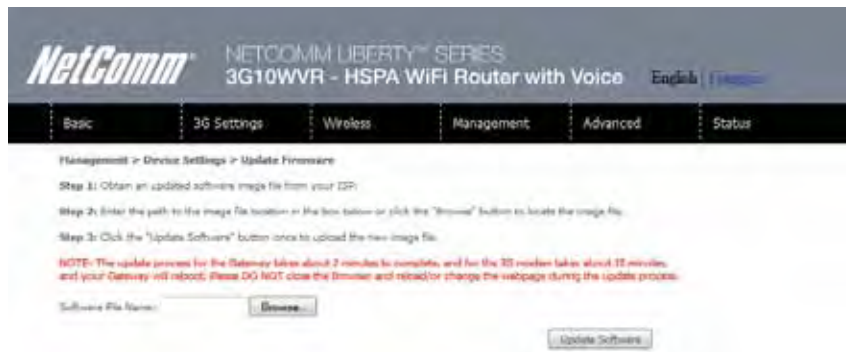 NetComm NETCOMM LIBERTY™ SERIES
3G10WVR - HSPA WiFi Router with Voice English | Français
Basic 3G Settings Wireless Management Advanced Status
Management > Device Settings > Update Firmware
Step 1: Obtain an updated software image file from your ISP.
Step 2: Enter the path to the image file location in the box below or click the "Browse" button to locate the image file.
Step 3: Click the "Update Software" button once to upload the new image file.
NOTE: The update process for the Gateway takes about 2 minutes to complete, and for the 3G modem takes about 15 minutes,
and your Gateway will reboot. Please DO NOT close the Browser and reload/or change the webpage during the update process.
Software File Name: Browse...
Update Software